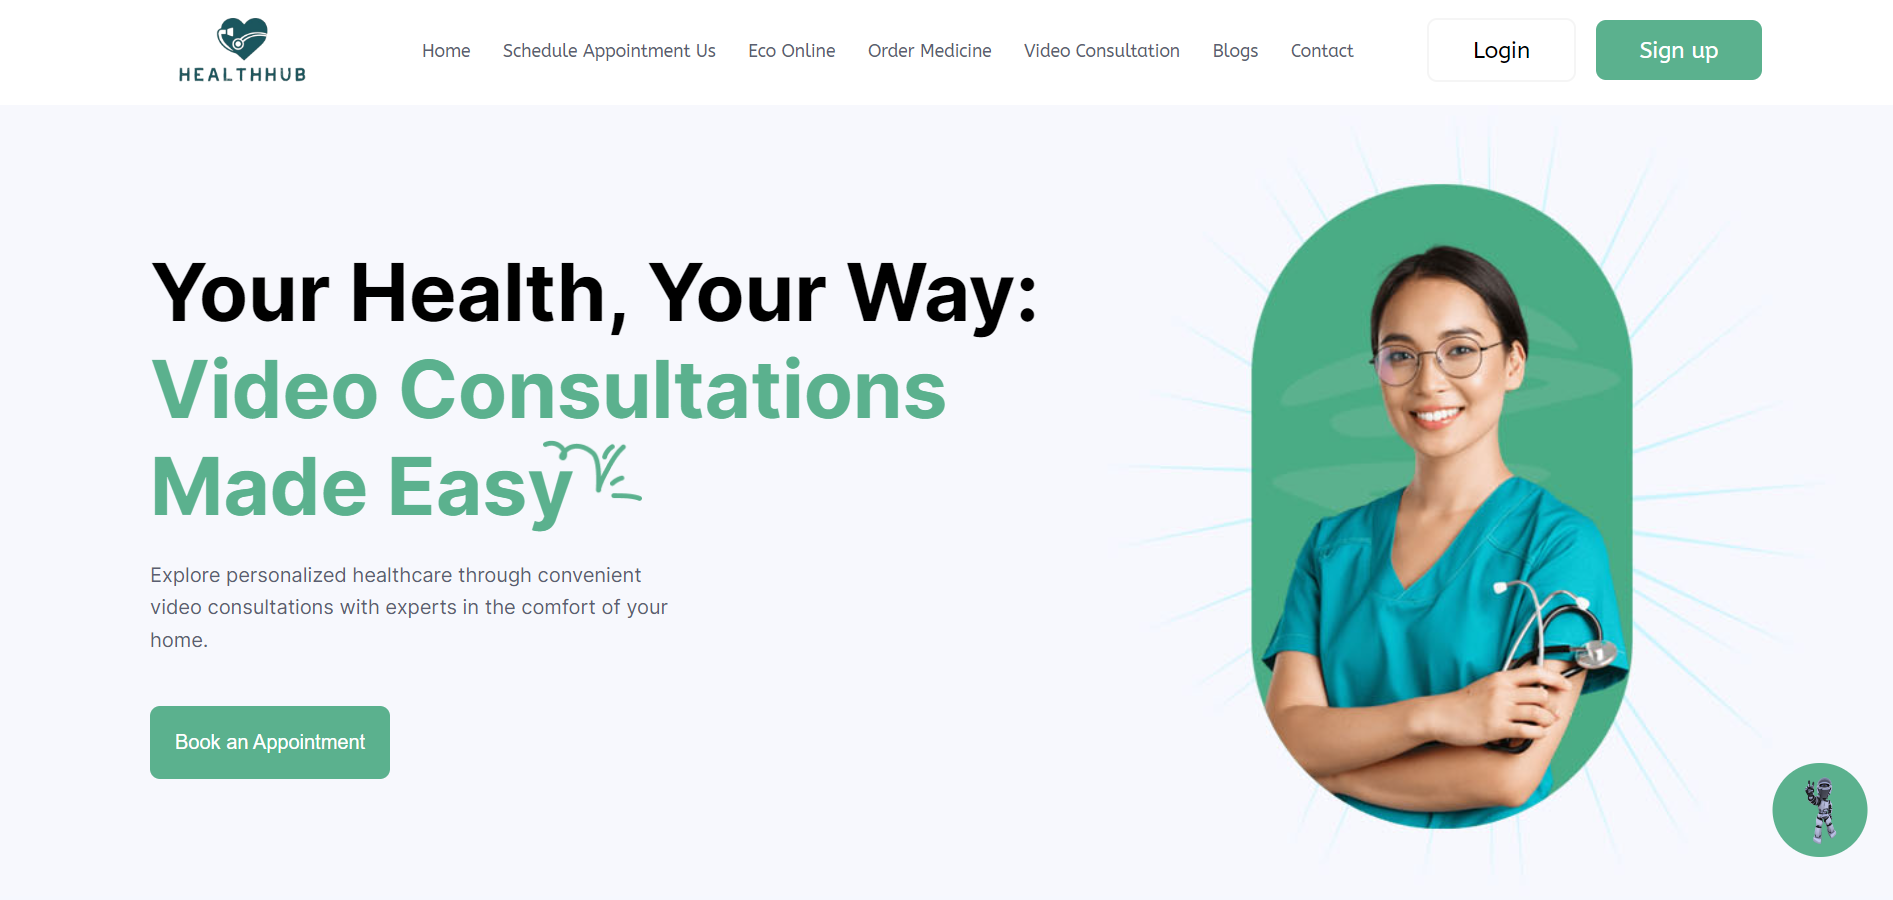 HEALTHHUB
Home
Schedule Appointment Us
Eco Online
Order Medicine
Video Consultation
Blogs
Contact
Login
Sign up
Your Health, Your Way:
Video Consultations
Made Easy
Explore personalized healthcare through convenient
video consultations with experts in the comfort of your
home.
Book an Appointment